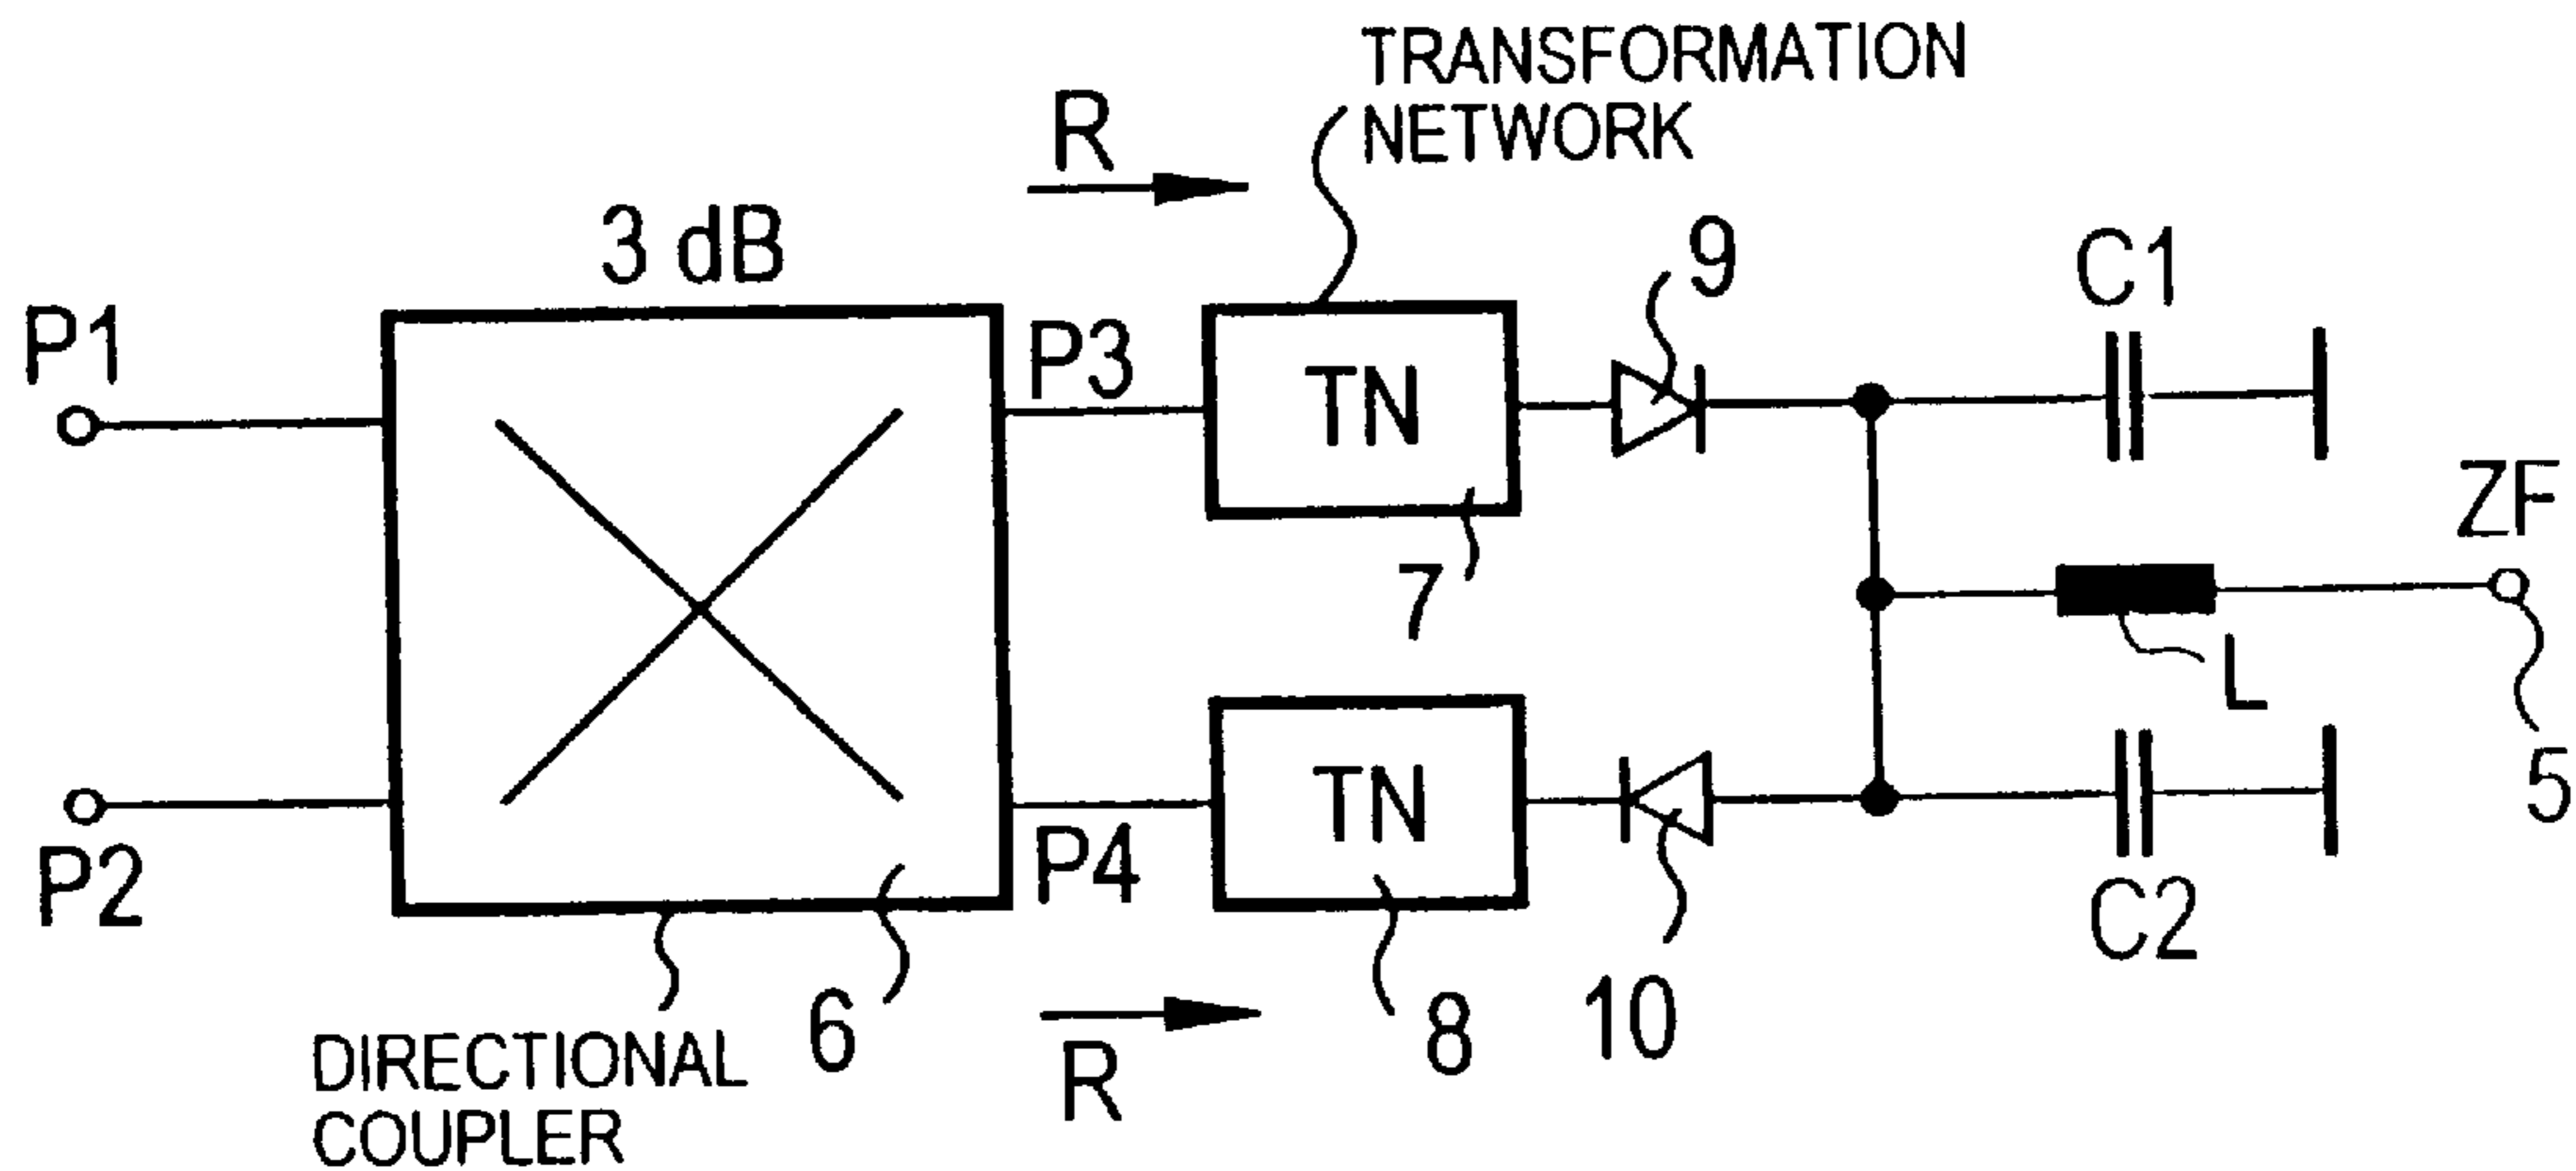 TRANSFORMATION
NETWORK
R
3 dB
9
C1
P1
P3
TN
ZF
7
L
5
TN
P2
P4
C2
6
8
10
R
DIRECTIONAL
COUPLER